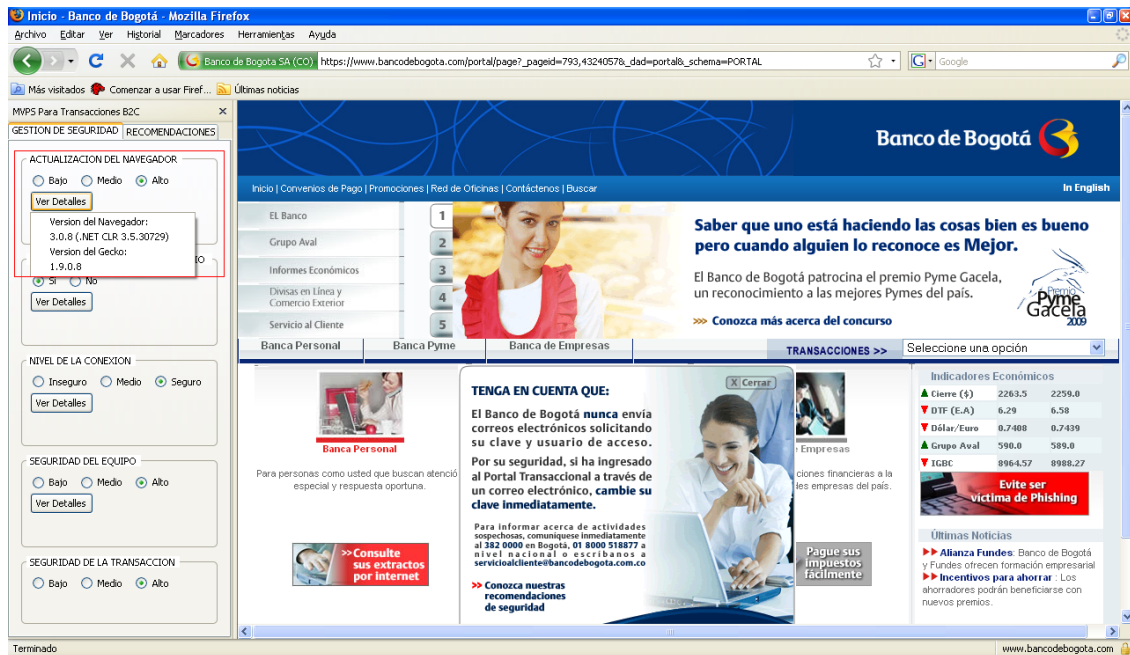 Inicio - Banco de Bogotá - Mozilla Firefox
Archivo Editar Ver Historial Marcadores Herramientas Ayuda
Banco de Bogota SA (CO) https://www.bancodebogota.com/portal/page?_pageid=793,4324057&_dad=portal&_schema=PORTAL
G Google
Más visitados Comenzar a usar Firef... Últimas noticias
MVPS Para Transacciones B2C
GESTION DE SEGURIDAD RECOMENDACIONES
ACTUALIZACION DEL NAVEGADOR
Bajo Medio Alto
Ver Detalles
Version del Navegador:
3.0.8 (.NET CLR 3.5.30729)
Version del Gecko:
1.9.0.8
Si No
Ver Detalles
NIVEL DE LA CONEXION
Inseguro Medio Seguro
Ver Detalles
SEGURIDAD DEL EQUIPO
Bajo Medio Alto
Ver Detalles
SEGURIDAD DE LA TRANSACCION
Bajo Medio Alto
Banco de Bogotá
Inicio | Convenios de Pago | Promociones | Red de Oficinas | Contáctenos | Buscar In English
EL Banco 1
Grupo Aval 2
Informes Económicos 3
Divisas en Línea y
Comercio Exterior 4
Servicio al Cliente 5
Saber que uno está haciendo las cosas bien es bueno
pero cuando alguien lo reconoce es Mejor.
El Banco de Bogotá patrocina el premio Pyme Gacela,
un reconocimiento a las mejores Pymes del país.
>>> Conozca más acerca del concurso
Premio
Pyme
Gacela
2009
Banca Personal Banca Pyme Banca de Empresas TRANSACCIONES >> Seleccione una opción
Banca Personal
Para personas como usted que buscan atenció
especial y respuesta oportuna.
>>Consulte
sus extractos
por internet
X Cerrar
TENGA EN CUENTA QUE:
El Banco de Bogotá nunca envía
correos electrónicos solicitando
su clave y usuario de acceso.
Por su seguridad, si ha ingresado
al Portal Transaccional a través de
un correo electrónico, cambie su
clave inmediatamente.
Para informar acerca de actividades
sospechosas, comuníquese inmediatamente
al 382 0000 en Bogotá, 01 8000 518877 a
nivel nacional o escríbanos a
servicioalcliente@bancodebogota.com.co
>> Conozca nuestras
recomendaciones
de seguridad
Empresas
ciones financieras a la
des empresas del país.
Pague sus
impuestos
fácilmente
Indicadores Económicos
Cierre ($) 2263.5 2259.0
DTF (E.A) 6.29 6.58
Dólar/Euro 0.7408 0.7439
Grupo Aval 590.0 589.0
IGBC 8964.57 8988.27
Evite ser
víctima de Phishing
Últimas Noticias
Alianza Fundes: Banco de Bogotá
y Fundes ofrecen formación empresarial
Incentivos para ahorrar : Los
ahorradores podrán beneficiarse con
nuevos premios.
Terminado www.bancodebogota.com